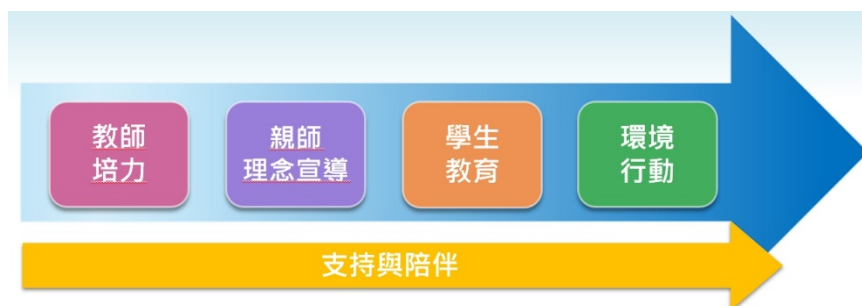 教師
培力
親師
理念宣導
學生
教育
環境
行動
支持與陪伴